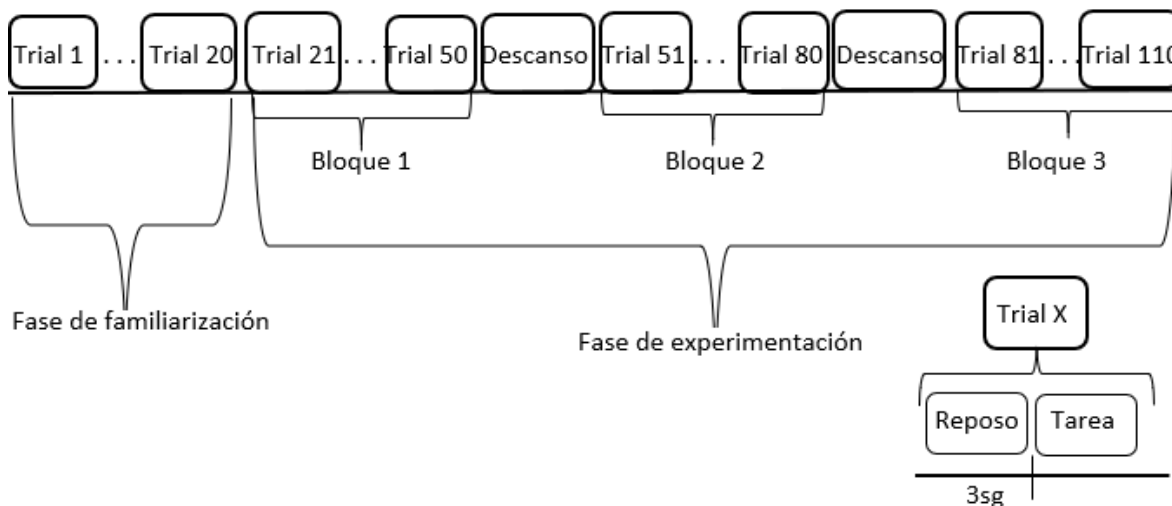 Trial 1 . . . Trial 20 Trial 21 . . . Trial 50 Descanso Trial 51 . . . Trial 80 Descanso Trial 81 . . . Trial 110
Bloque 1 Bloque 2 Bloque 3
Fase de familiarización Fase de experimentación
Trial X
Reposo Tarea
3sg